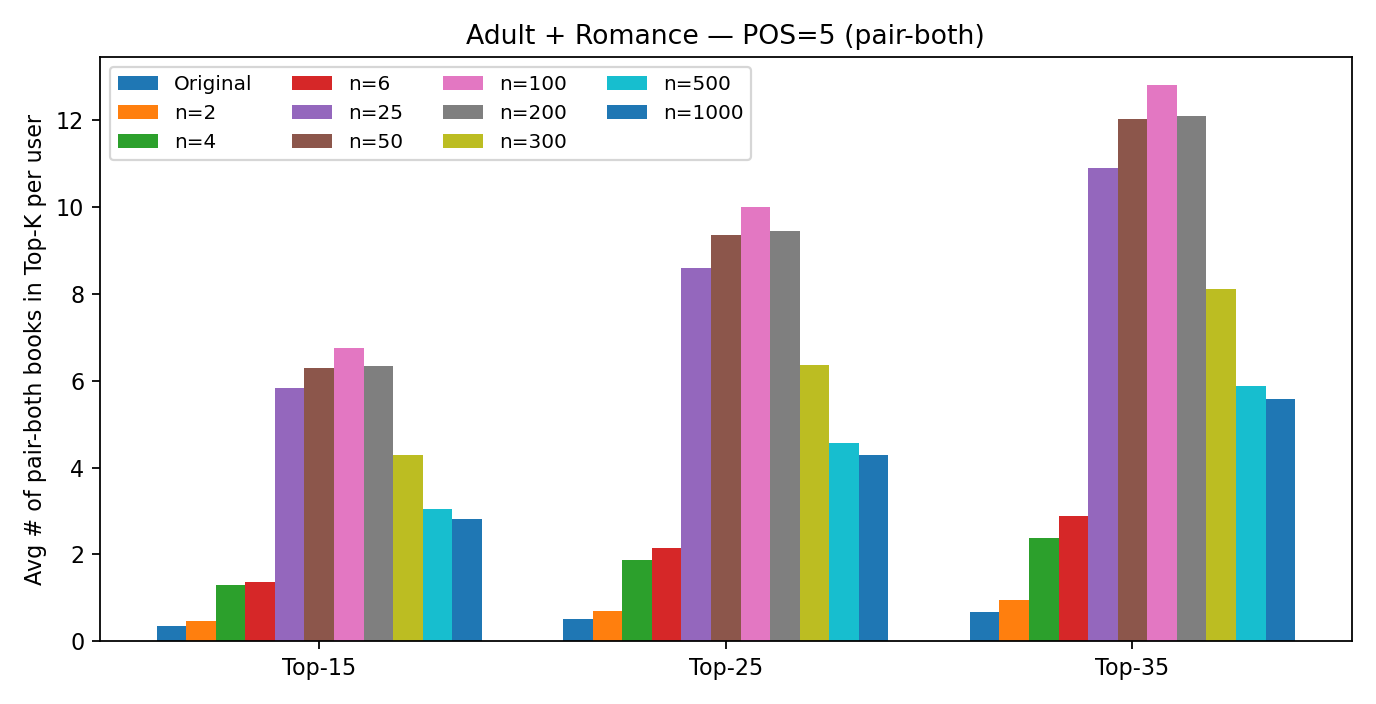 Adult + Romance — POS=5 (pair-both)
Original
n=2
n=4
n=6
n=25
n=50
n=100
n=200
n=300
n=500
n=1000
Avg # of pair-both books in Top-K per user
12
10
8
6
4
2
0
Top-15
Top-25
Top-35